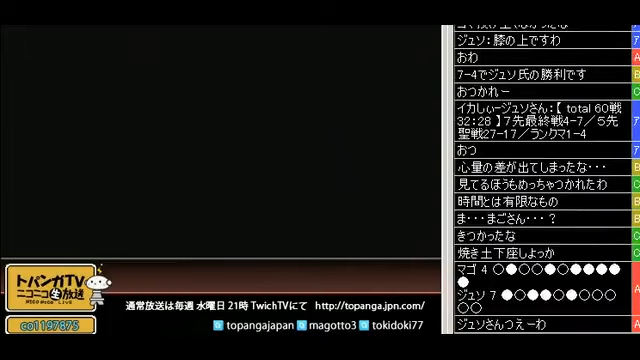 ジュソ：膝の上ですわ
おわ
7-4でジュソ氏の勝利です
おつかれー
イカしぃージュソさん：【 total 60戦
32:28 】7先最終戦4-7／5先
聖戦27-17／ランクマ1-4
おつ
心量の差が出てしまったな・・・
見てるほうもめっちゃつかれたわ
時間とは有限なもの
ま・・・まごさん・・・？
きつかったな
焼き土下座しよっか
マゴ 4 ○●○○●○●●●●
●
ジュソ 7 ●○●●○●○○○
○○
ジュソさんつえーわ
トパンガTV
ニコニコ生放送
NICO NICO LIVE
co1197875
通常放送は毎週 水曜日 21時 TwichTVにて http://topanga.jpn.com/
topangajapan magotto3 tokidoki77